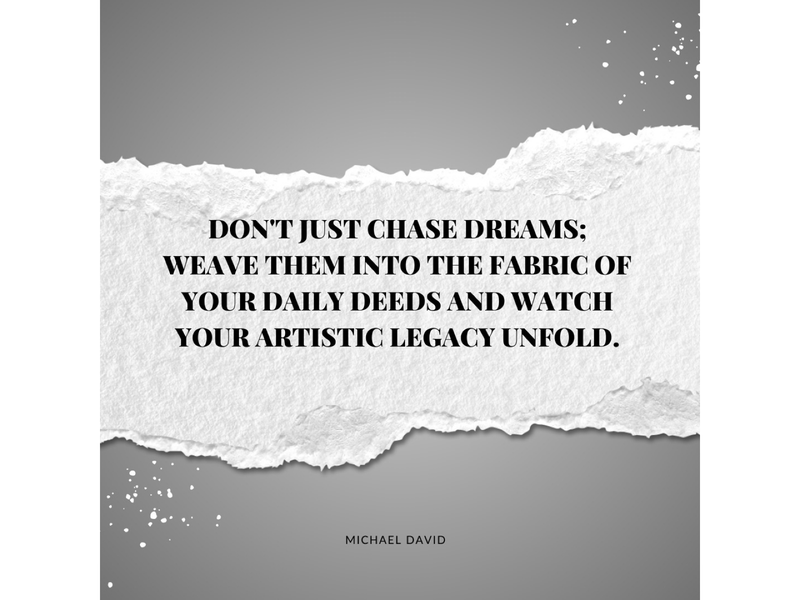 DON'T JUST CHASE DREAMS;
WEAVE THEM INTO THE FABRIC OF
YOUR DAILY DEEDS AND WATCH
YOUR ARTISTIC LEGACY UNFOLD.
MICHAEL DAVID